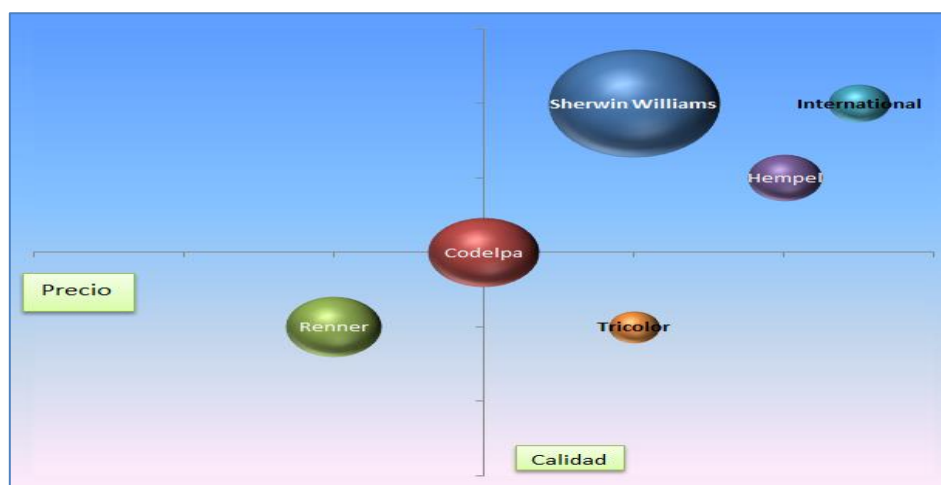 Sherwin Williams
International
Hempel
Codelpa
Precio
Renner
Tricolor
Calidad